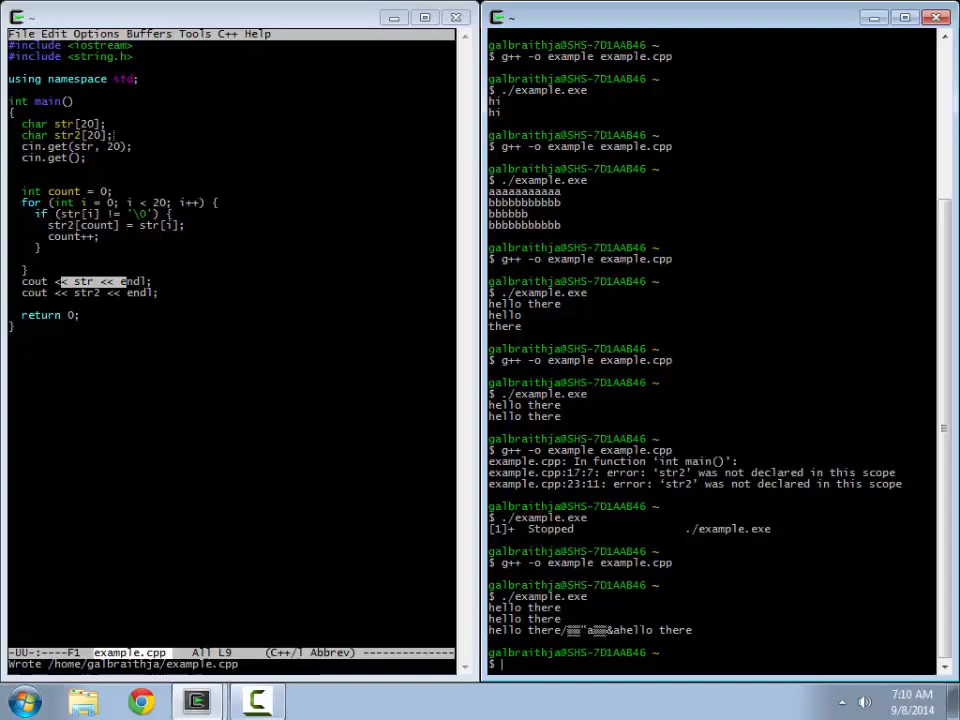 ~
File Edit Options Buffers Tools C++ Help
#include <iostream>
#include <string.h>
using namespace std;
int main()
{
char str[20];
char str2[20];
cin.get(str, 20);
cin.get();
int count = 0;
for (int i = 0; i < 20; i++) {
if (str[i] != '\0') {
str2[count] = str[i];
count++;
}
}
cout << str << endl;
cout << str2 << endl;
return 0;
}
-UU-:----F1 example.cpp All L9 (C++/l Abbrev) --------------
Wrote /home/galbraithja/example.cpp
~
galbraithja@SHS-7D1AAB46 ~
$ g++ -o example example.cpp
galbraithja@SHS-7D1AAB46 ~
$ ./example.exe
hi
hi
galbraithja@SHS-7D1AAB46 ~
$ g++ -o example example.cpp
galbraithja@SHS-7D1AAB46 ~
$ ./example.exe
aaaaaaaaaaa
bbbbbbbbbbb
bbbbbb
bbbbbbbbbbb
galbraithja@SHS-7D1AAB46 ~
$ g++ -o example example.cpp
galbraithja@SHS-7D1AAB46 ~
$ ./example.exe
hello there
hello
there
galbraithja@SHS-7D1AAB46 ~
$ g++ -o example example.cpp
galbraithja@SHS-7D1AAB46 ~
$ ./example.exe
hello there
hello there
galbraithja@SHS-7D1AAB46 ~
$ g++ -o example example.cpp
example.cpp: In function ‘int main()’:
example.cpp:17:7: error: ‘str2’ was not declared in this scope
example.cpp:23:11: error: ‘str2’ was not declared in this scope
galbraithja@SHS-7D1AAB46 ~
$ ./example.exe
[1]+  Stopped                 ./example.exe
galbraithja@SHS-7D1AAB46 ~
$ g++ -o example example.cpp
galbraithja@SHS-7D1AAB46 ~
$ ./example.exe
hello there
hello there
hello there/▒▒"a▒▒&ahello there
galbraithja@SHS-7D1AAB46 ~
$
7:10 AM
9/8/2014